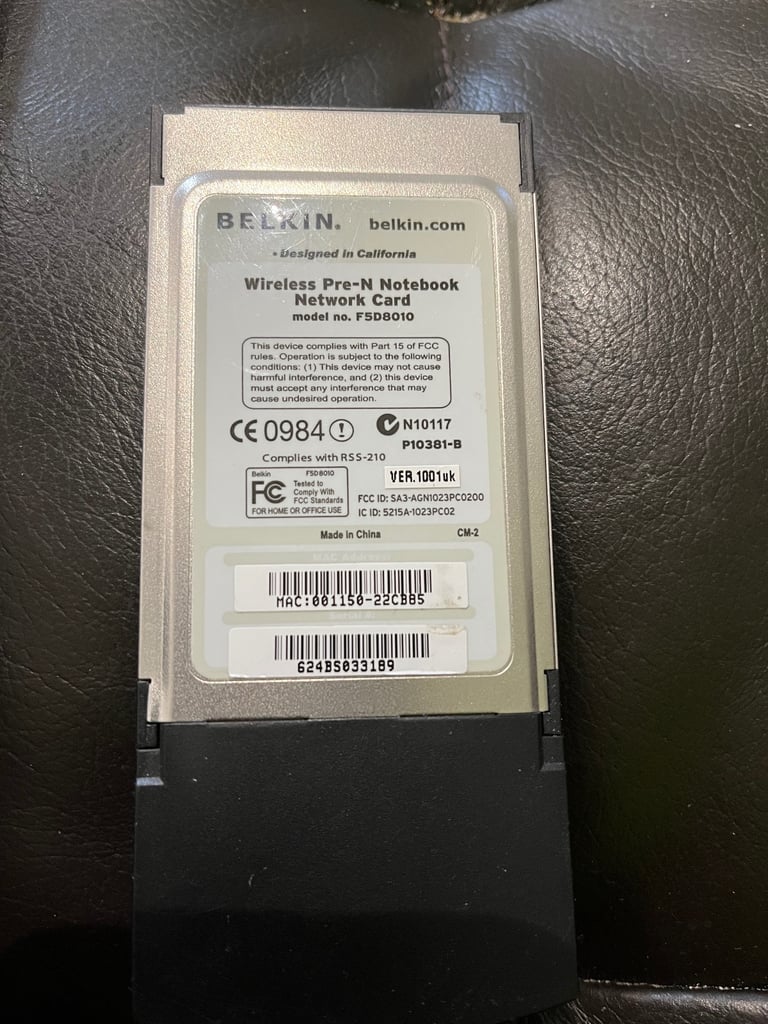 BELKIN. belkin.com
• Designed in California
Wireless Pre-N Notebook
Network Card
model no. F5D8010
This device complies with Part 15 of FCC
rules. Operation is subject to the following
conditions: (1) This device may not cause
harmful interference, and (2) this device
must accept any interference that may
cause undesired operation.
CE 0984 N10117
P10381-B
Complies with RSS-210
VER.1001uk
Belkin F5D8010
FC Tested to
Comply With
FCC Standards
FOR HOME OR OFFICE USE
FCC ID: SA3-AGN1023PC0200
IC ID: 5215A-1023PC02
Made in China CM-2
MAC Address
MAC:001150-22CBB5
Serial #:
624BS033189